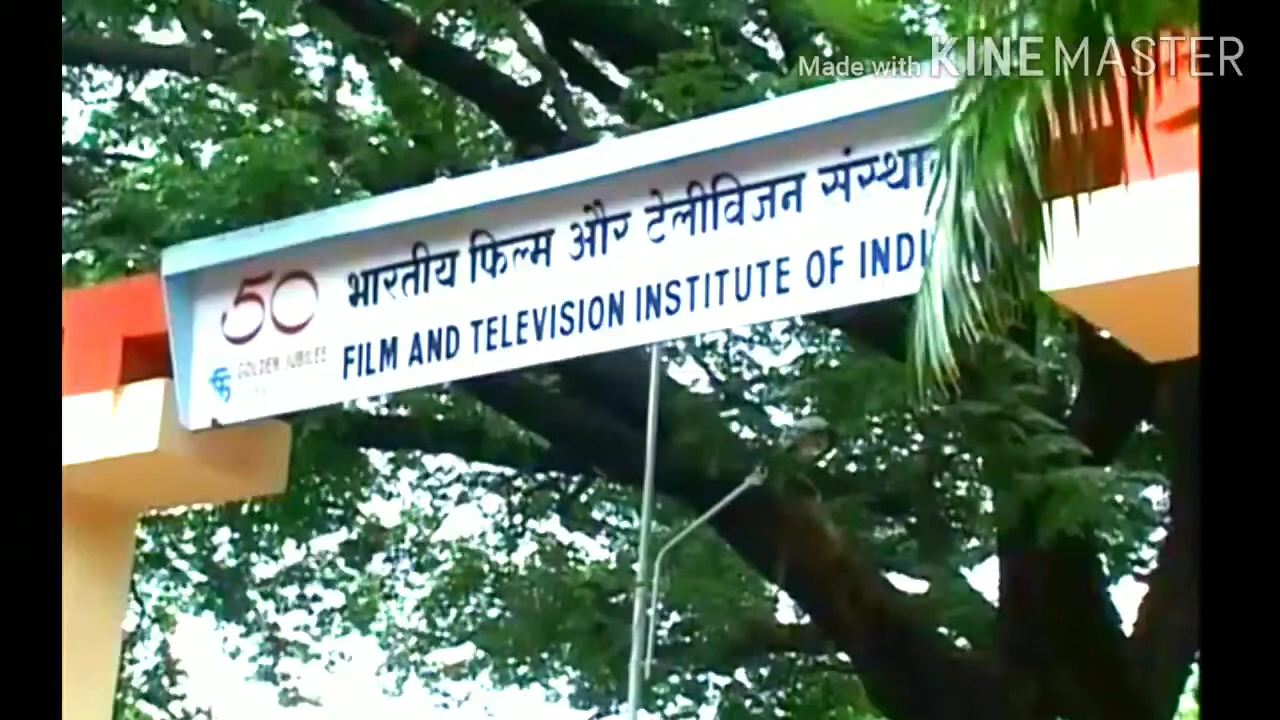 Made with KINEMASTER
भारतीय फिल्म और टेलीविजन संस्था
50
FILM AND TELEVISION INSTITUTE OF INDI
GOLDEN JUBILEE